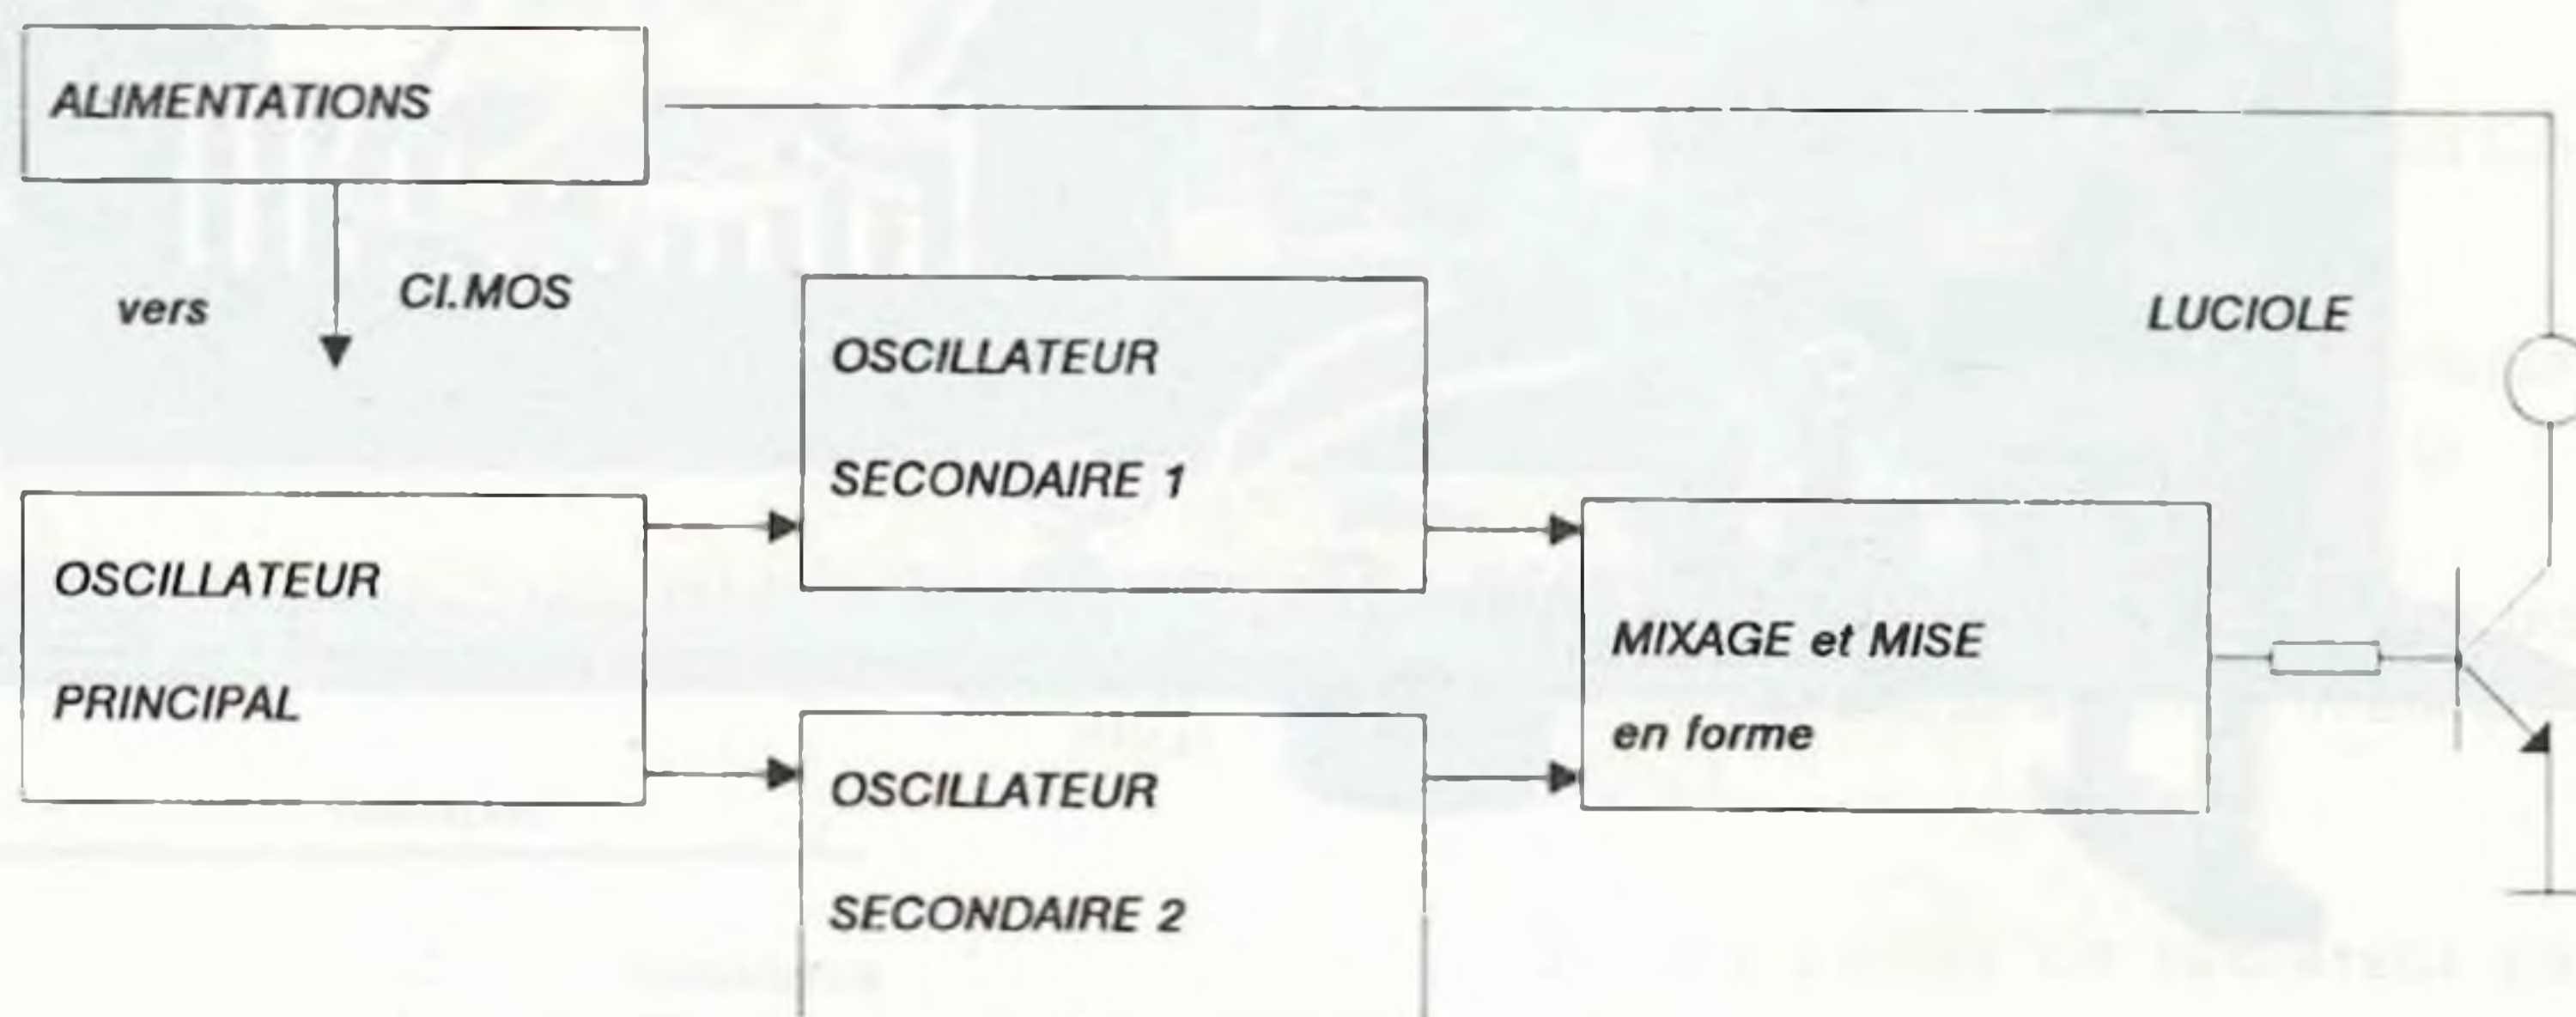 ALIMENTATIONS
vers
CI.MOS
LUCIOLE
OSCILLATEUR
SECONDAIRE 1
OSCILLATEUR
PRINCIPAL
MIXAGE et MISE
en forme
OSCILLATEUR
SECONDAIRE 2